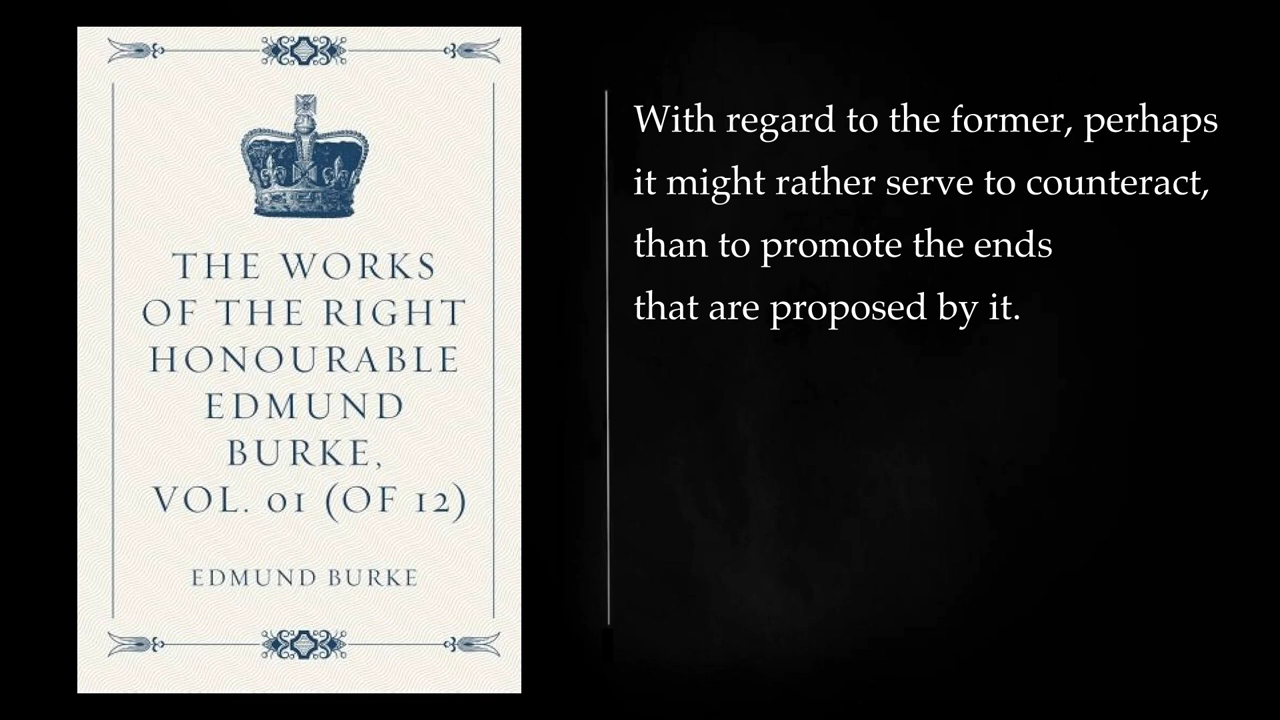 THE WORKS
OF THE RIGHT
HONOURABLE
EDMUND
BURKE,
VOL. 01 (OF 12)
EDMUND BURKE
With regard to the former, perhaps
it might rather serve to counteract,
than to promote the ends
that are proposed by it.